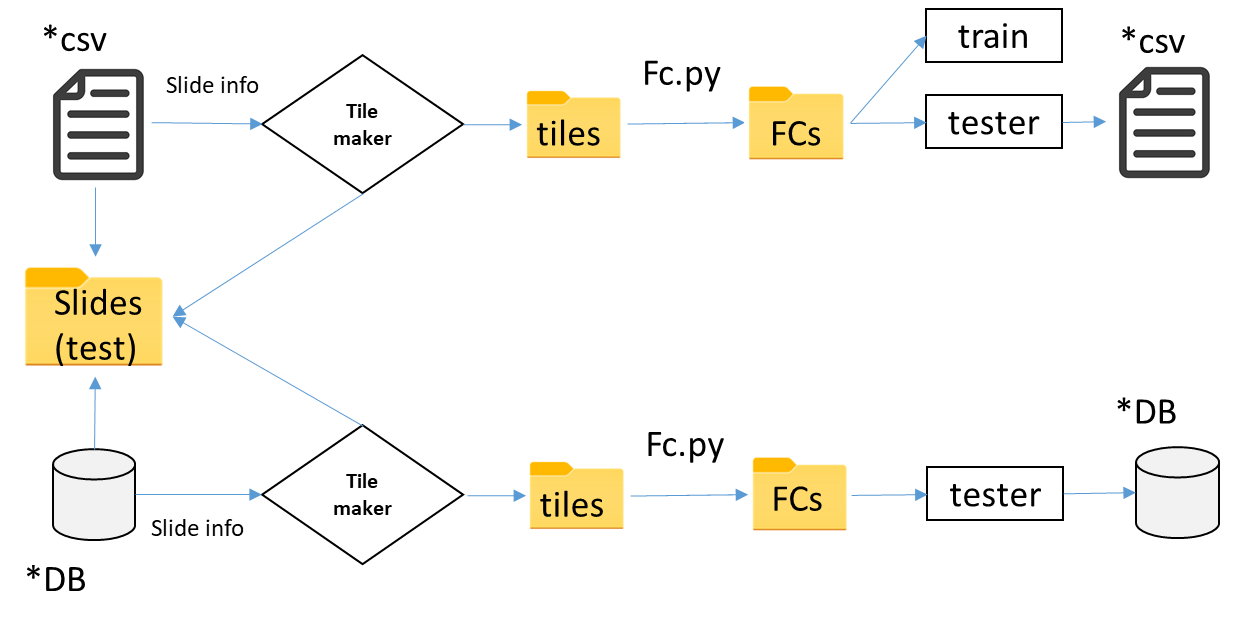 *csv
Slide info
Tile
maker
tiles
Fc.py
FCs
train
tester
*csv
Slides
(test)
*DB
Slide info
Tile
maker
tiles
Fc.py
FCs
tester
*DB